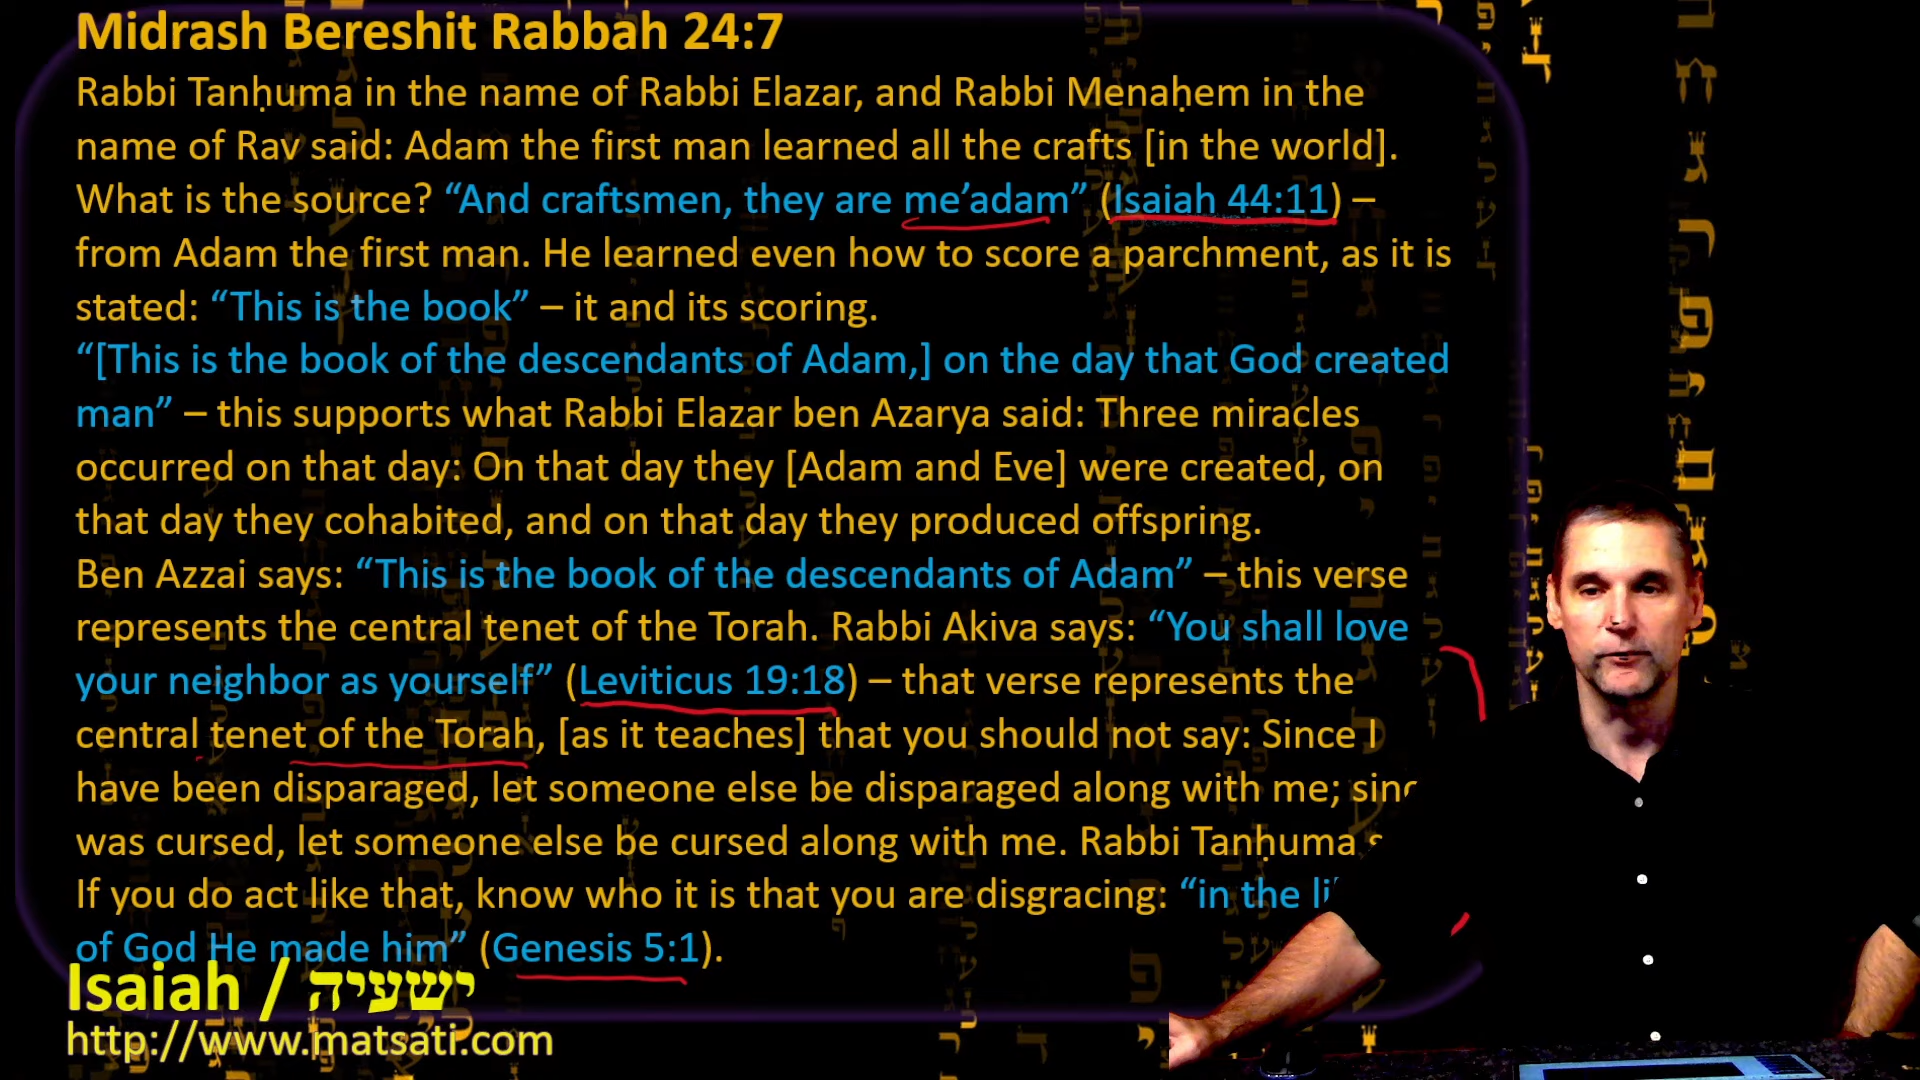 Midrash Bereshit Rabbah 24:7
Rabbi Tanḥuma in the name of Rabbi Elazar, and Rabbi Menaḥem in the
name of Rav said: Adam the first man learned all the crafts [in the world].
What is the source? “And craftsmen, they are me’adam” (Isaiah 44:11) –
from Adam the first man. He learned even how to score a parchment, as it is
stated: “This is the book” – it and its scoring.
“[This is the book of the descendants of Adam,] on the day that God created
man” – this supports what Rabbi Elazar ben Azarya said: Three miracles
occurred on that day: On that day they [Adam and Eve] were created, on
that day they cohabited, and on that day they produced offspring.
Ben Azzai says: “This is the book of the descendants of Adam” – this verse
represents the central tenet of the Torah. Rabbi Akiva says: “You shall love
your neighbor as yourself” (Leviticus 19:18) – that verse represents the
central tenet of the Torah, [as it teaches] that you should not say: Since I
have been disparaged, let someone else be disparaged along with me;
was cursed, let someone else be cursed along with me. Rabbi Tanḥuma
If you do act like that, know who it is that you are disgracing: “in the
of God He made him” (Genesis 5:1).
Isaiah / ישעיה
http://www.matsati.com